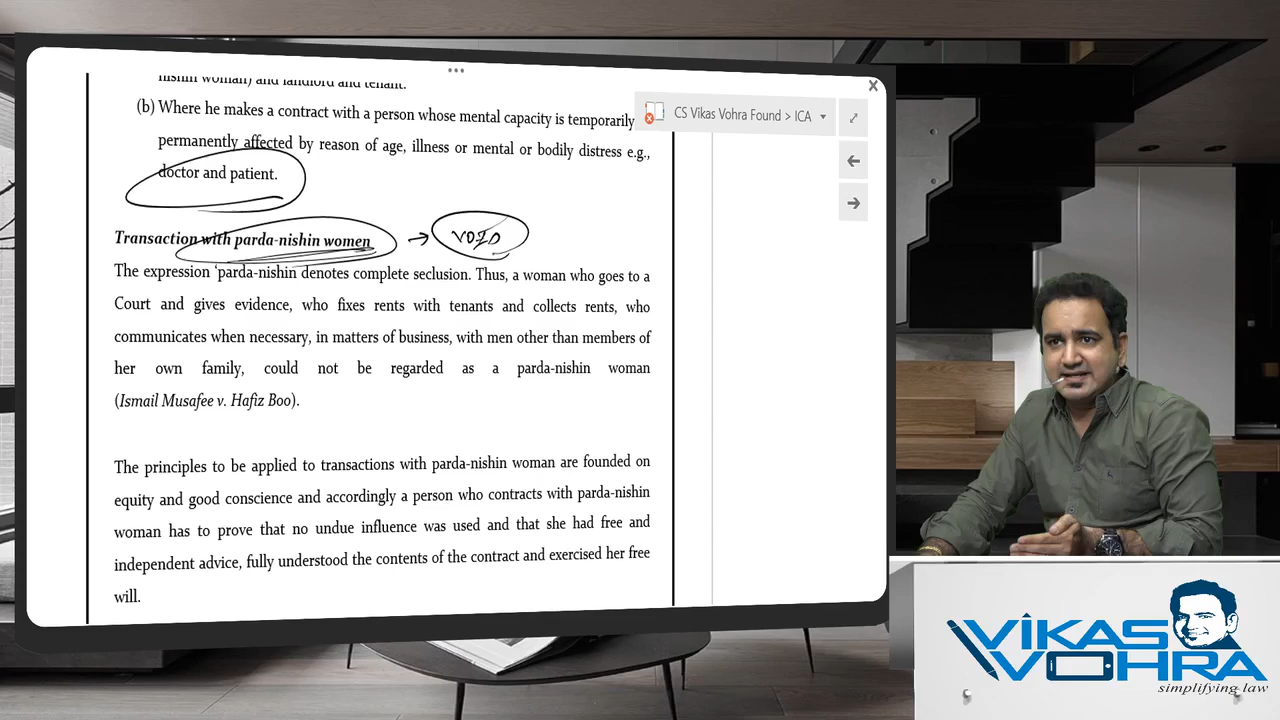 nishin woman) and landlord and tenant.
(b) Where he makes a contract with a person whose mental capacity is temporarily
permanently affected by reason of age, illness or mental or bodily distress e.g.,
doctor and patient.
Transaction with parda-nishin women → VOID
The expression ‘parda-nishin denotes complete seclusion. Thus, a woman who goes to a
Court and gives evidence, who fixes rents with tenants and collects rents, who
communicates when necessary, in matters of business, with men other than members of
her own family, could not be regarded as a parda-nishin woman
(Ismail Musafee v. Hafiz Boo).
The principles to be applied to transactions with parda-nishin woman are founded on
equity and good conscience and accordingly a person who contracts with parda-nishin
woman has to prove that no undue influence was used and that she had free and
independent advice, fully understood the contents of the contract and exercised her free
will.
CS Vikas Vohra Found > ICA
VIKAS
VOHRA
simplifying law